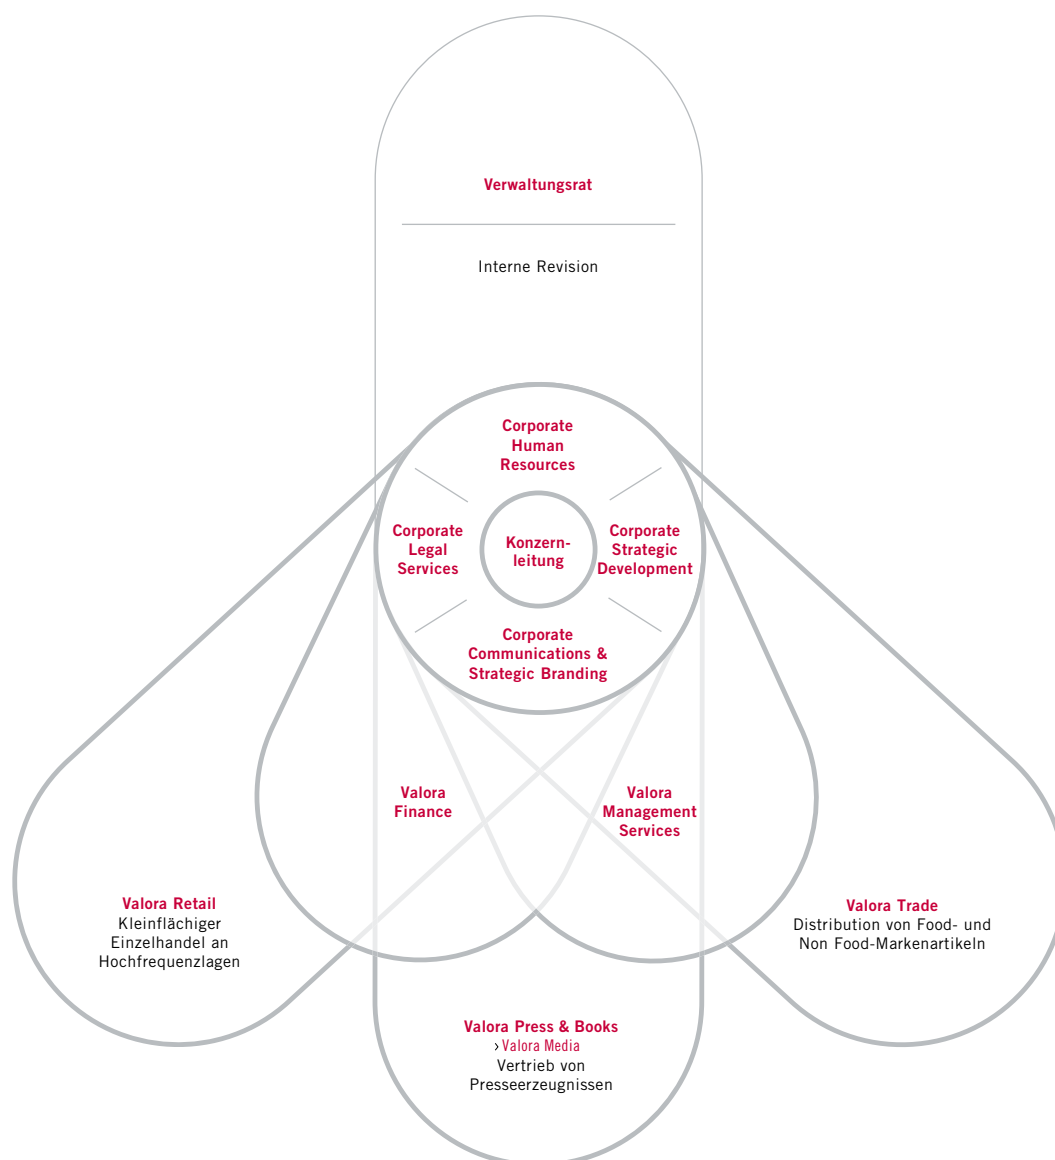 Verwaltungsrat
Interne Revision
Corporate
Human
Resources
Corporate
Legal
Services
Konzern-
leitung
Corporate
Strategic
Development
Corporate
Communications &
Strategic Branding
Valora
Finance
Valora
Management
Services
Valora Retail
Kleinflächiger
Einzelhandel an
Hochfrequenzlagen
Valora Trade
Distribution von Food- und
Non Food-Markenartikeln
Valora Press & Books
› Valora Media
Vertrieb von
Presseerzeugnissen